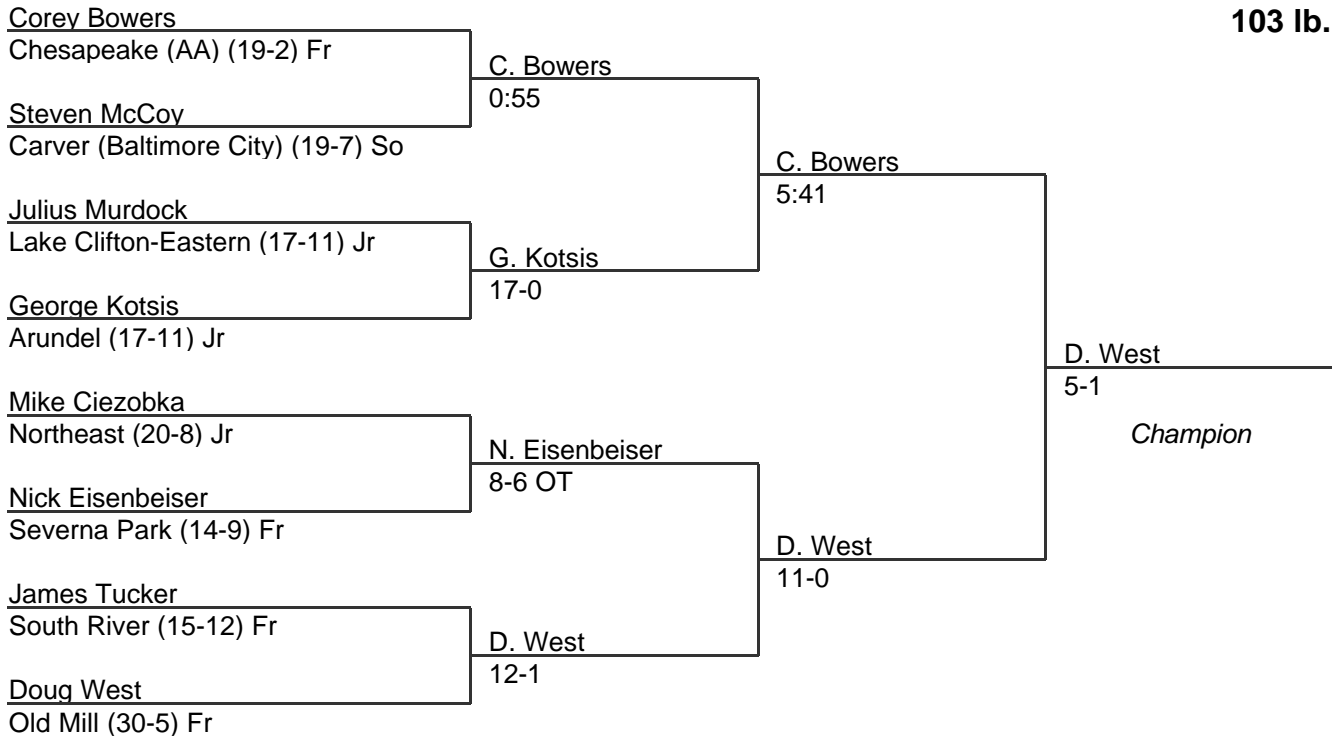 103 lb.
Corey Bowers
Chesapeake (AA) (19-2) Fr
C. Bowers
0:55
Steven McCoy
Carver (Baltimore City) (19-7) So
C. Bowers
5:41
Julius Murdock
Lake Clifton-Eastern (17-11) Jr
G. Kotsis
17-0
George Kotsis
Arundel (17-11) Jr
D. West
5-1
Champion
Mike Ciezobka
Northeast (20-8) Jr
N. Eisenbeiser
8-6 OT
Nick Eisenbeiser
Severna Park (14-9) Fr
D. West
11-0
James Tucker
South River (15-12) Fr
D. West
12-1
Doug West
Old Mill (30-5) Fr